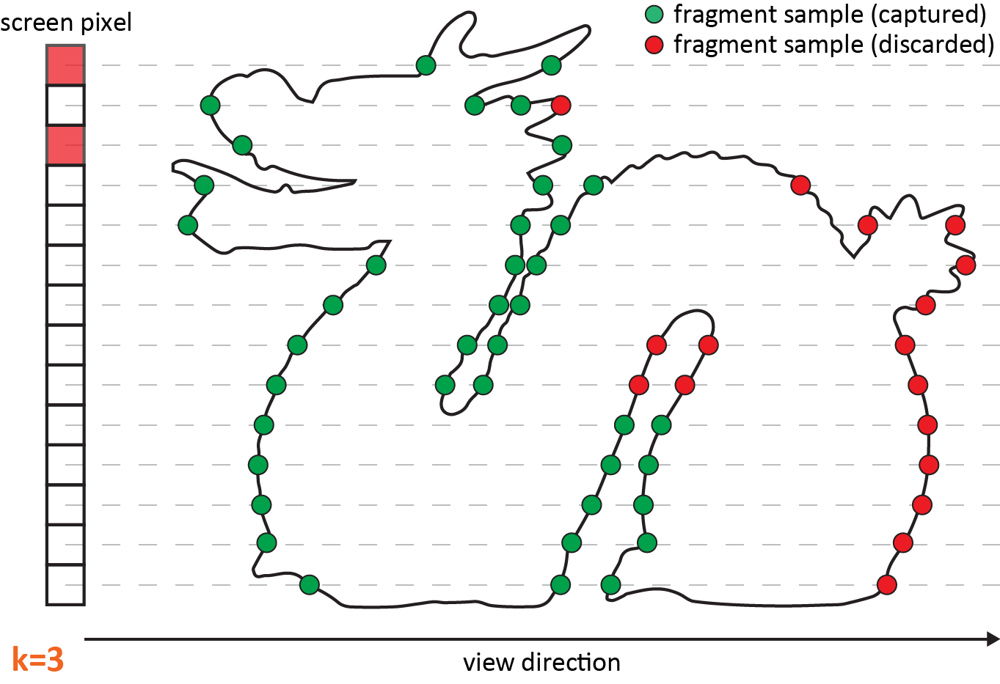 screen pixel
fragment sample (captured)
fragment sample (discarded)
k=3
view direction